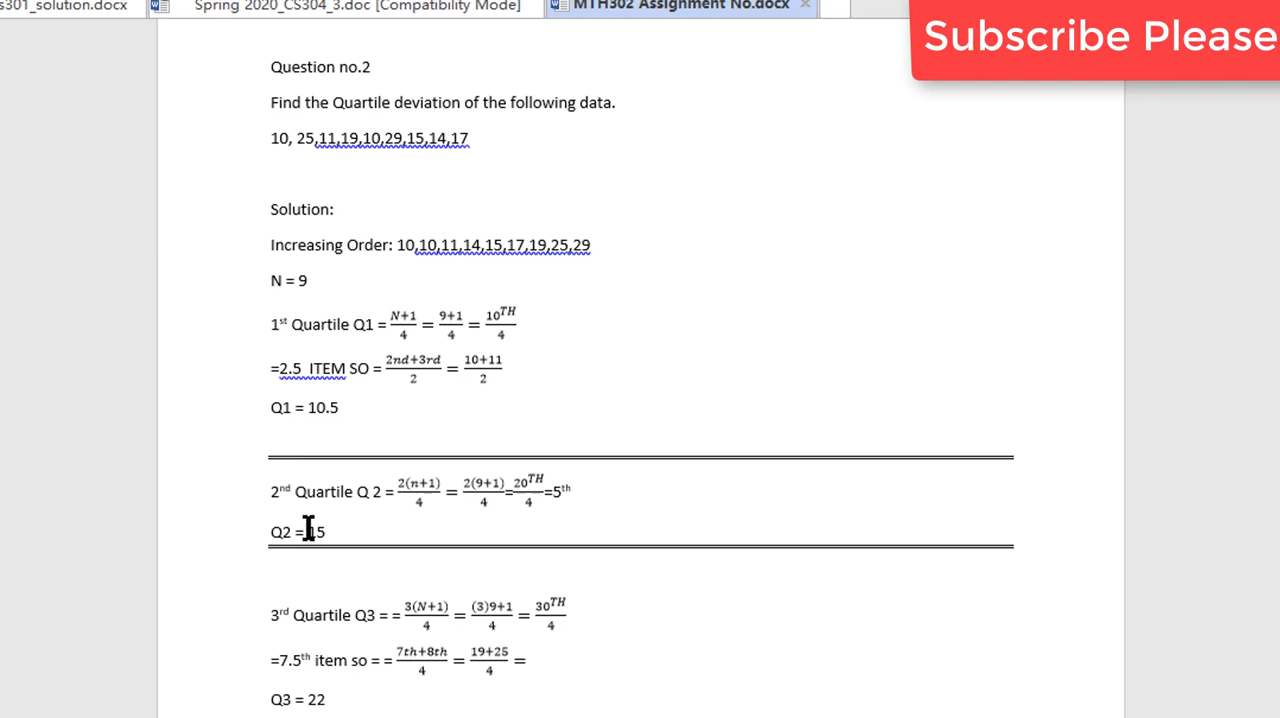 s301_solution.docx
Spring 2020_CS304_3.doc [Compatibility Mode]
MTH302 Assignment No.docx
Subscribe Please
Question no.2
Find the Quartile deviation of the following data.
10, 25,11,19,10,29,15,14,17
Solution:
Increasing Order: 10,10,11,14,15,17,19,25,29
N = 9
1st Quartile Q1 = N+1/4 = 9+1/4 = 10TH/4
=2.5 ITEM SO = 2nd+3rd/2 = 10+11/2
Q1 = 10.5
2nd Quartile Q 2 = 2(n+1)/4 = 2(9+1)/4=20TH/4=5th
Q2 = 15
3rd Quartile Q3 = = 3(N+1)/4 = (3)9+1/4 = 30TH/4
=7.5th item so = = 7th+8th/4 = 19+25/4 =
Q3 = 22